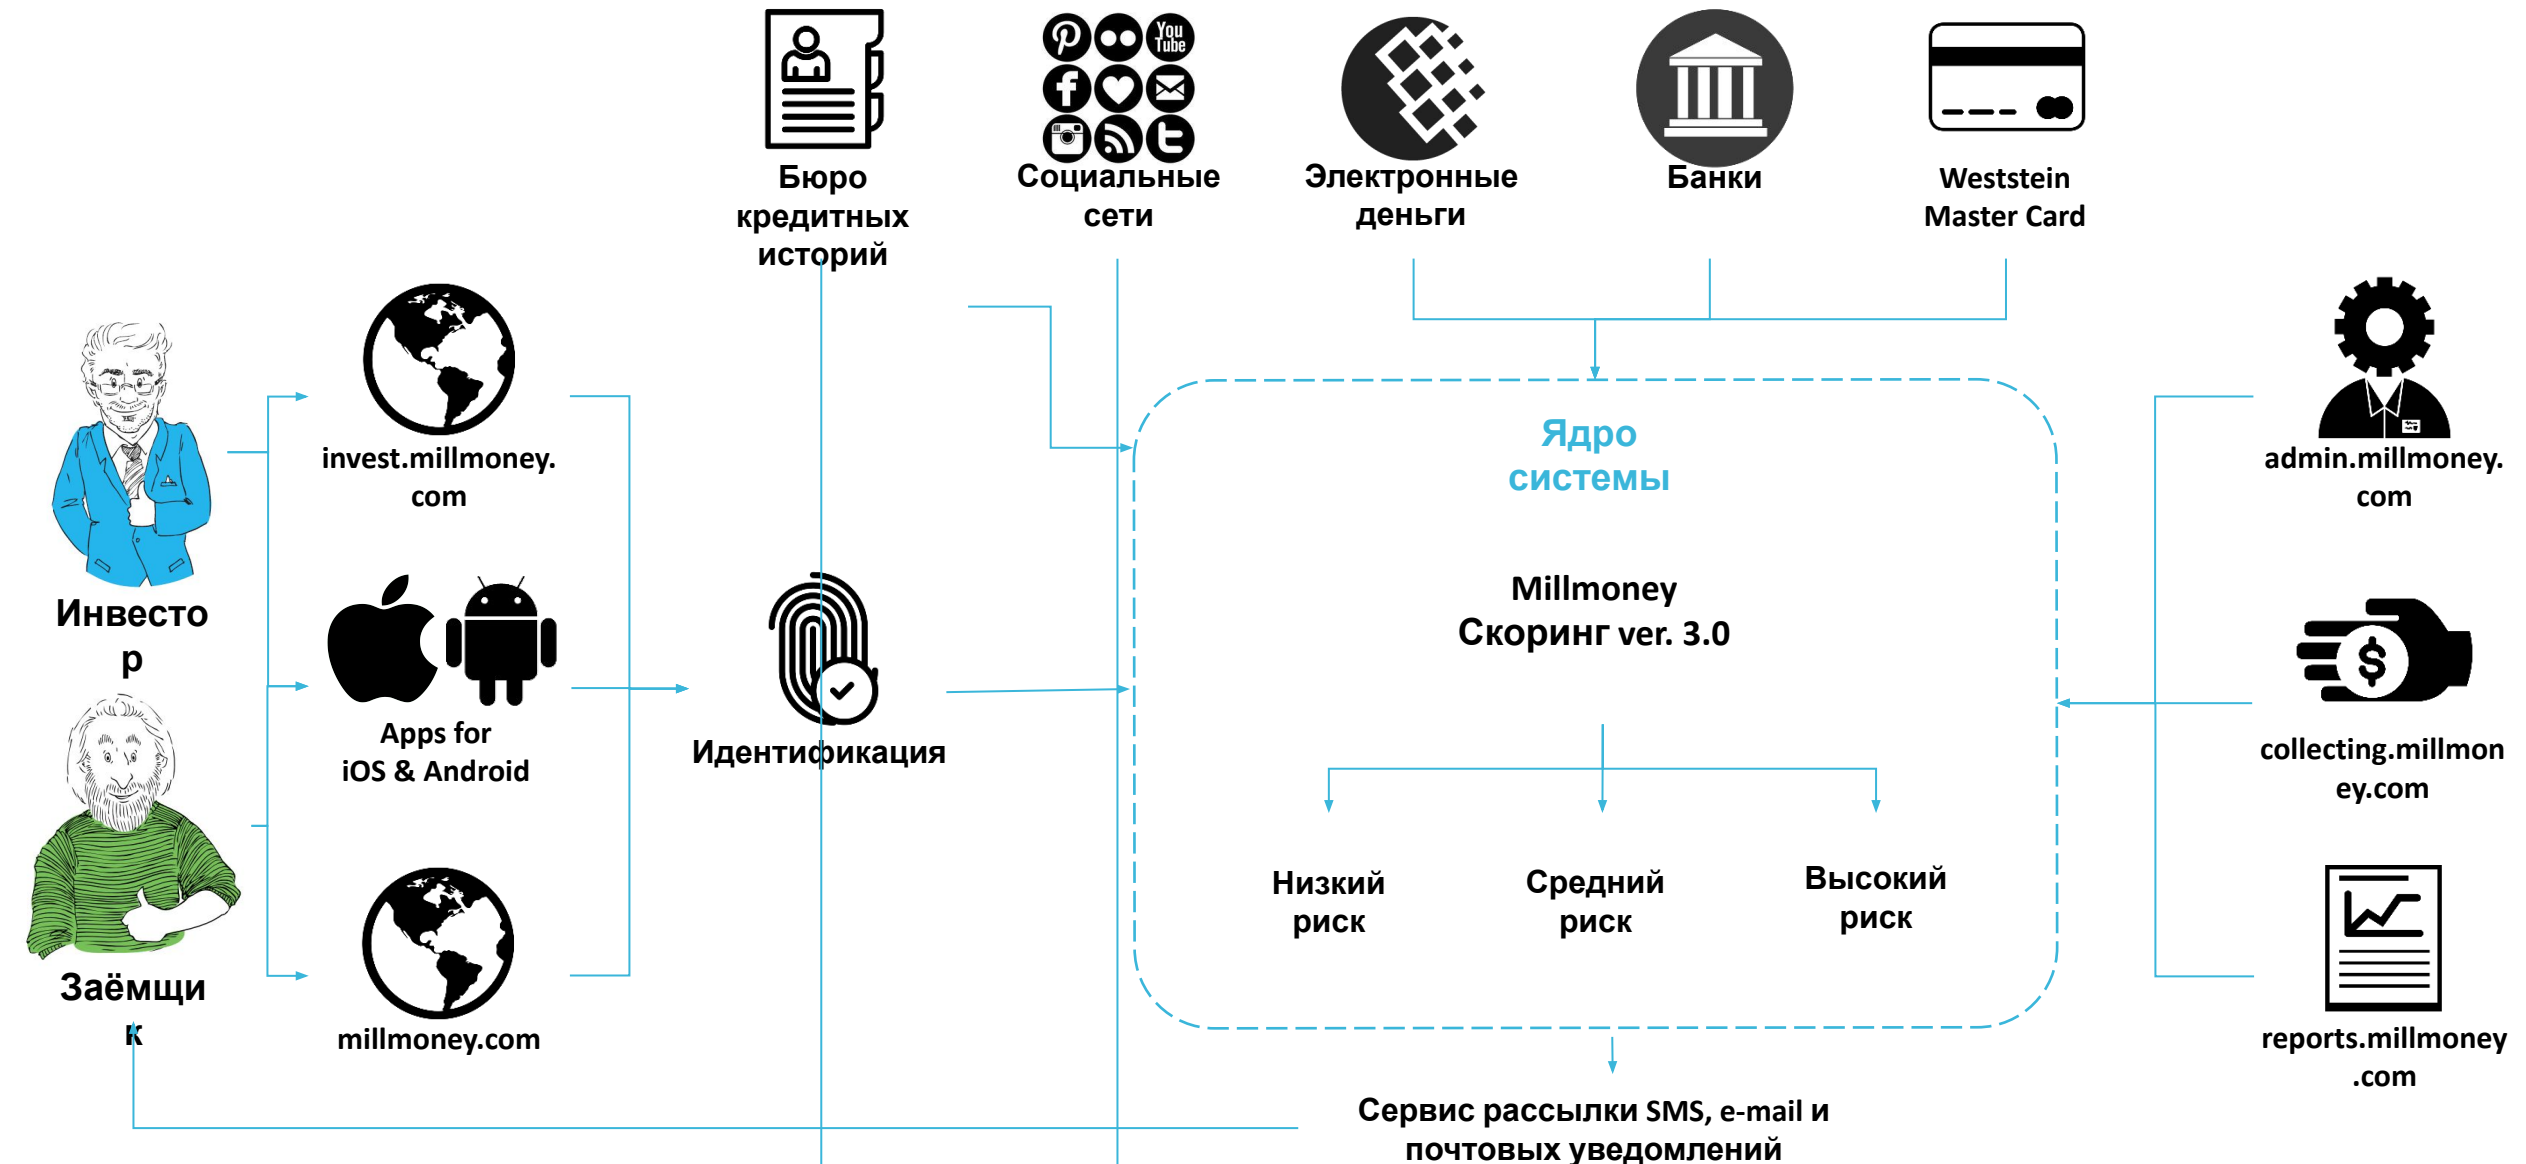 You
Tube
Бюро
кредитных
историй
Социальные
сети
Электронные
деньги
Банки
Weststein
Master Card
invest.millmoney.
com
Ядро
системы
admin.millmoney.
com
Инвесто
р
Apps for
iOS & Android
Идентификация
Millmoney
Скоринг ver. 3.0
collecting.millmon
ey.com
Низкий
риск
Средний
риск
Высокий
риск
Заёмщи
к
millmoney.com
reports.millmoney
.com
Сервис рассылки SMS, e-mail и
почтовых уведомлений